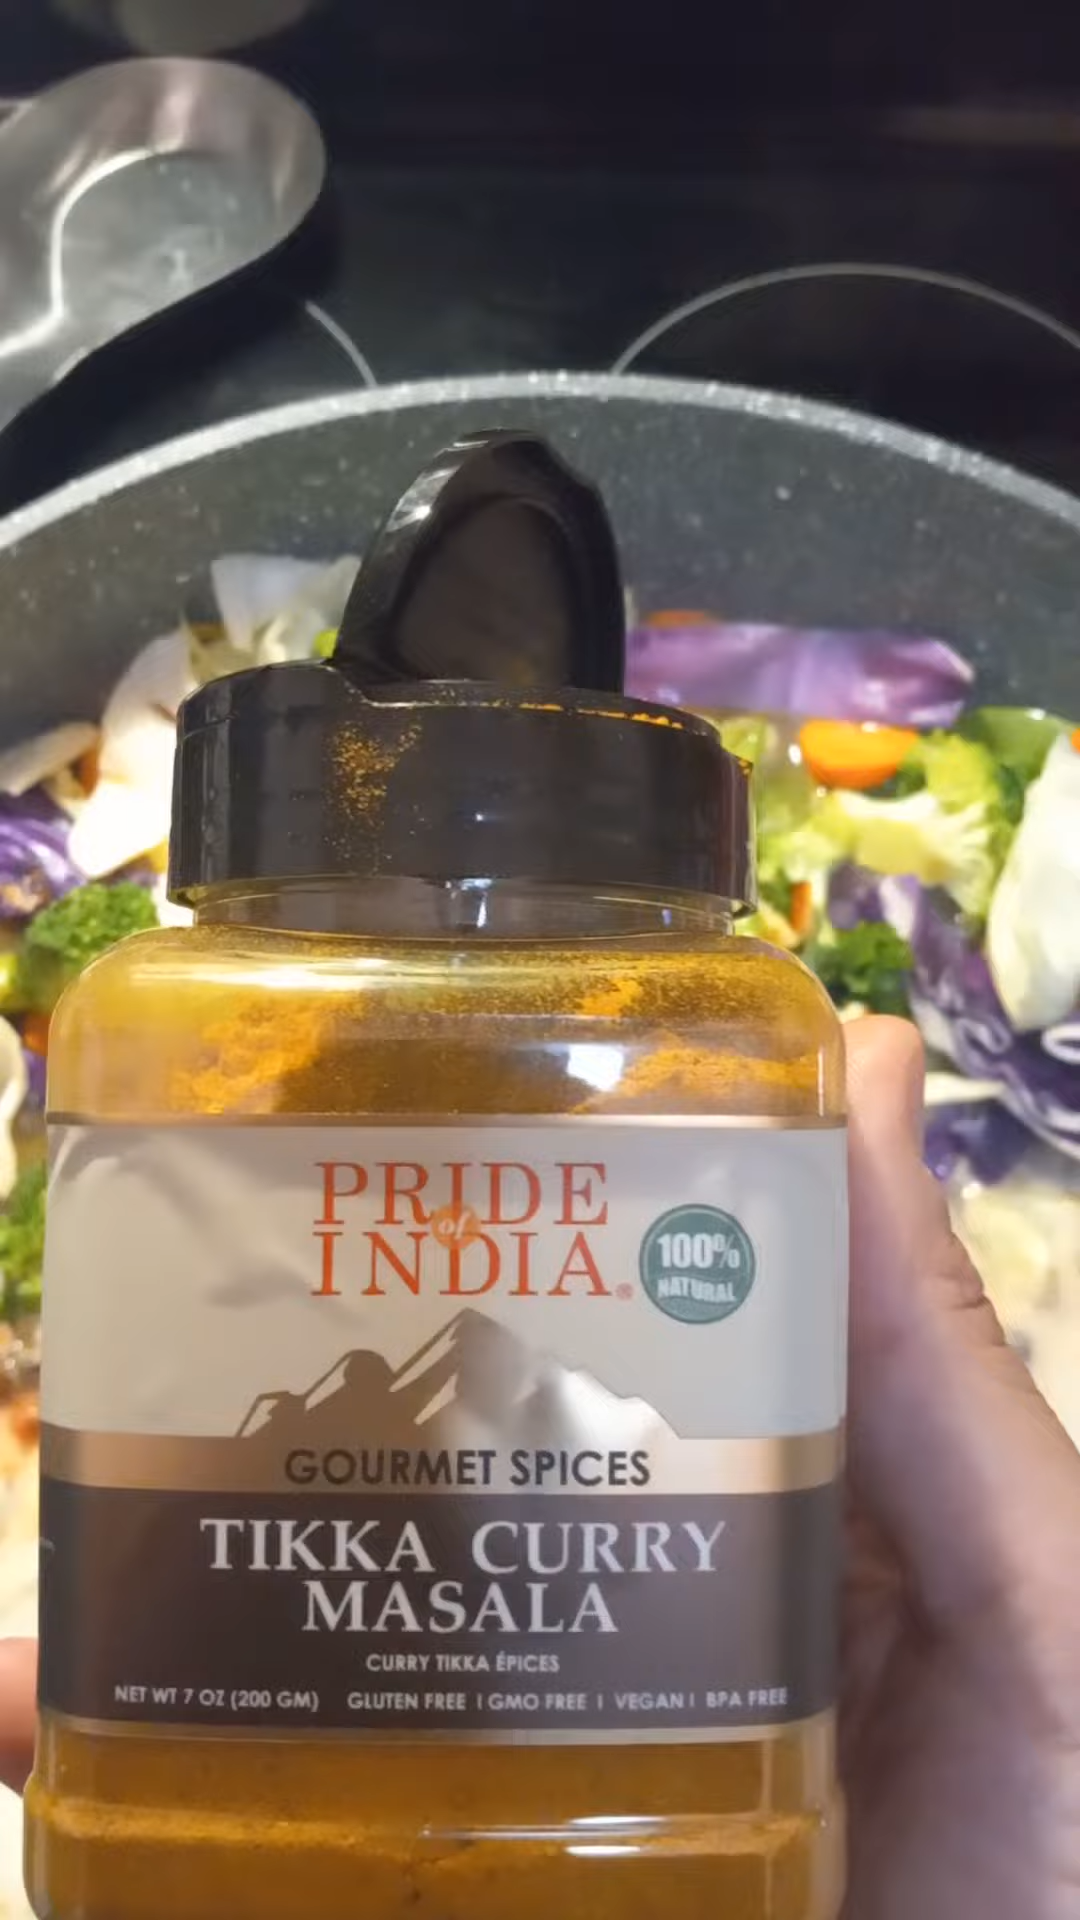 PRIDE
of
INDIA®
100%
NATURAL
GOURMET SPICES
TIKKA CURRY
MASALA
CURRY TIKKA ÉPICES
NET WT 7 OZ (200 GM) GLUTEN FREE | GMO FREE | VEGAN | BPA FREE